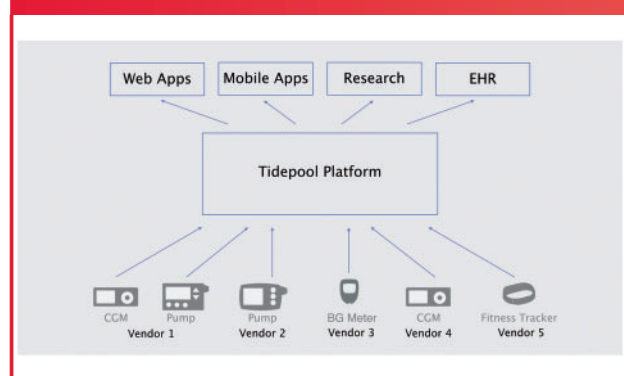 Web Apps
Mobile Apps
Research
EHR
Tidepool Platform
CGM
Pump
Pump
BG Meter
CGM
Fitness Tracker
Vendor 1
Vendor 2
Vendor 3
Vendor 4
Vendor 5